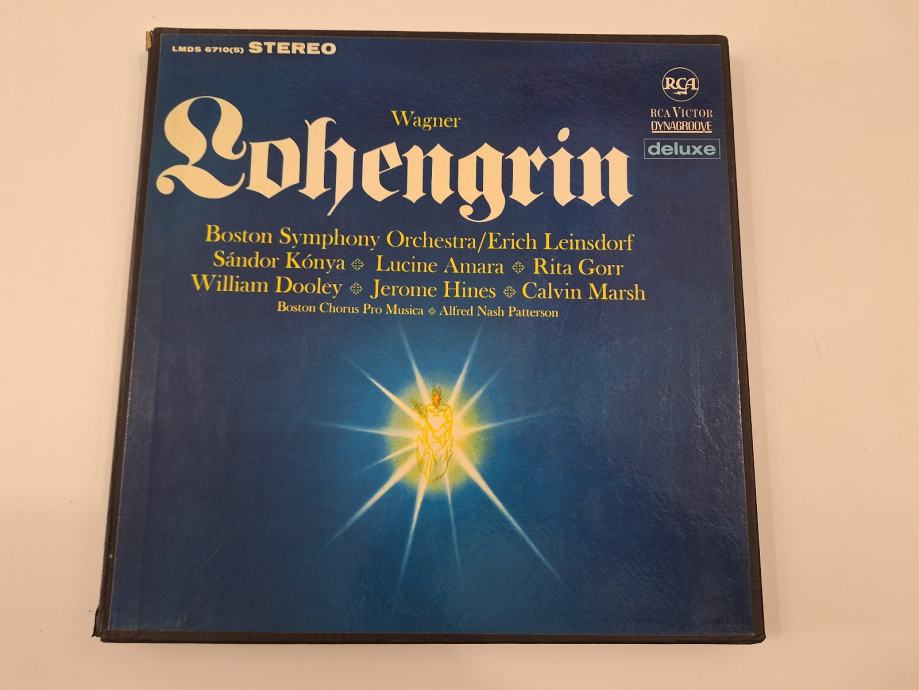 LMDS 6710(5) STEREO
RCA
RCA VICTOR
DYNAGROOVE
deluxe
Wagner
Lohengrin
Boston Symphony Orchestra/Erich Leinsdorf
Sándor Kónya Lucine Amara Rita Gorr
William Dooley Jerome Hines Calvin Marsh
Boston Chorus Pro Musica Alfred Nash Patterson